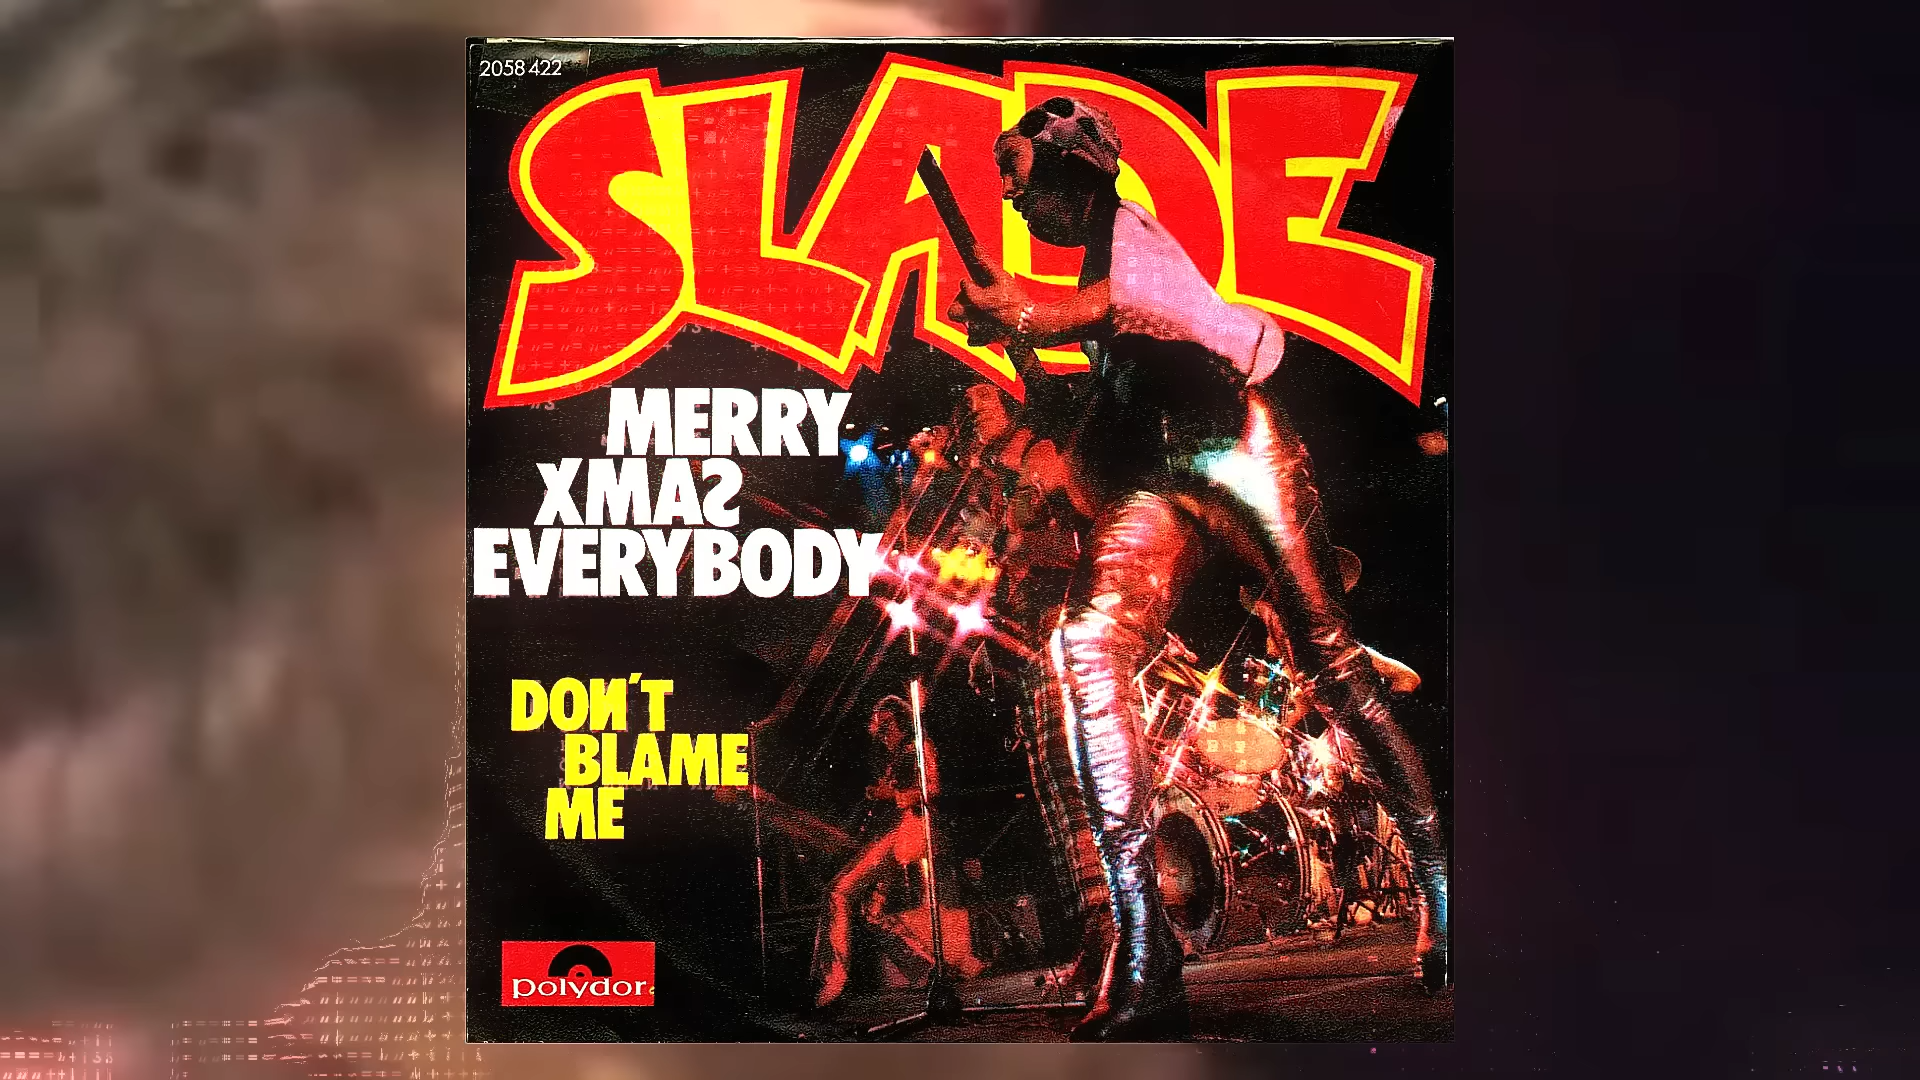 2058 422
SLADE
MERRY
XMAS
EVERYBODY
DON'T
BLAME
ME
polydor